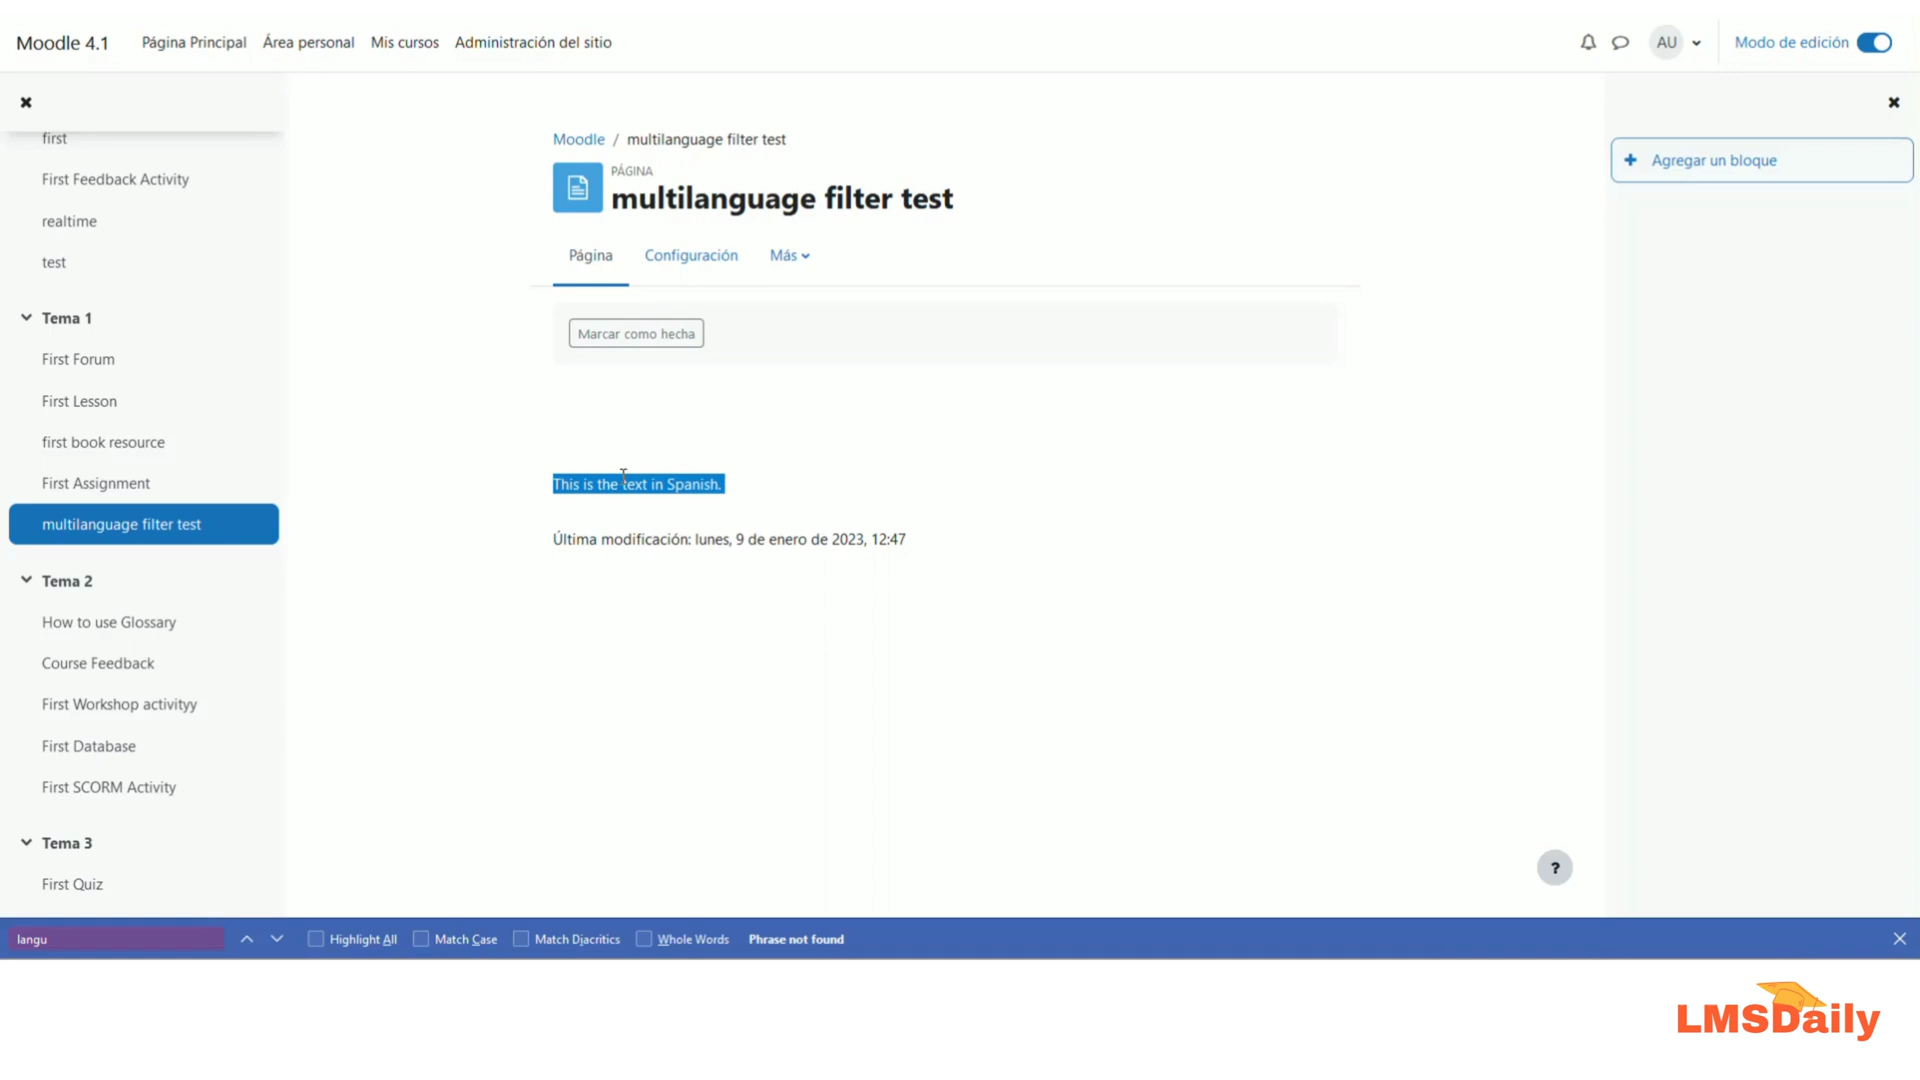 Moodle 4.1 Página Principal Área personal Mis cursos Administración del sitio AU Modo de edición
first
First Feedback Activity
realtime
test
Tema 1
First Forum
First Lesson
first book resource
First Assignment
multilanguage filter test
Tema 2
How to use Glossary
Course Feedback
First Workshop activityy
First Database
First SCORM Activity
Tema 3
First Quiz
Moodle / multilanguage filter test
PÁGINA
multilanguage filter test
Página Configuración Más
Marcar como hecha
This is the text in Spanish.
Última modificación: lunes, 9 de enero de 2023, 12:47
+ Agregar un bloque
?
langu Highlight All Match Case Match Diacritics Whole Words Phrase not found
LMSDaily